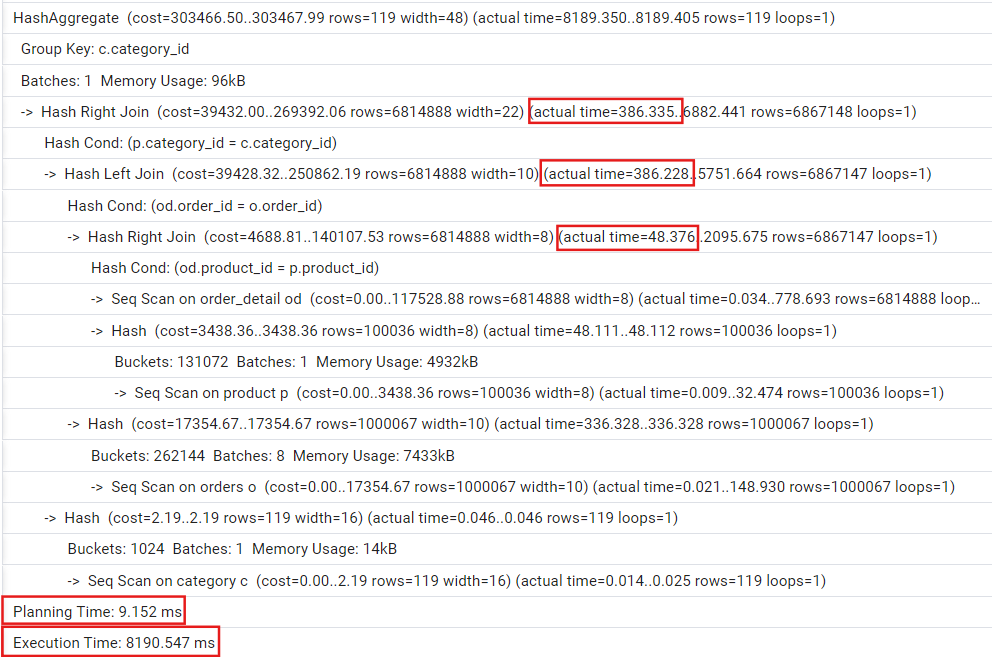 HashAggregate (cost=303466.50..303467.99 rows=119 width=48) (actual time=8189.350..8189.405 rows=119 loops=1)
Group Key: c.category_id
Batches: 1 Memory Usage: 96kB
-> Hash Right Join (cost=39432.00..269392.06 rows=6814888 width=22) (actual time=386.335..6882.441 rows=6867148 loops=1)
Hash Cond: (p.category_id = c.category_id)
-> Hash Left Join (cost=39428.32..250862.19 rows=6814888 width=10) (actual time=386.228..5751.664 rows=6867147 loops=1)
Hash Cond: (od.order_id = o.order_id)
-> Hash Right Join (cost=4688.81..140107.53 rows=6814888 width=8) (actual time=48.376..2095.675 rows=6867147 loops=1)
Hash Cond: (od.product_id = p.product_id)
-> Seq Scan on order_detail od (cost=0.00..117528.88 rows=6814888 width=8) (actual time=0.034..778.693 rows=6814888 loop...
-> Hash (cost=3438.36..3438.36 rows=100036 width=8) (actual time=48.111..48.112 rows=100036 loops=1)
Buckets: 131072 Batches: 1 Memory Usage: 4932kB
-> Seq Scan on product p (cost=0.00..3438.36 rows=100036 width=8) (actual time=0.009..32.474 rows=100036 loops=1)
-> Hash (cost=17354.67..17354.67 rows=1000067 width=10) (actual time=336.328..336.328 rows=1000067 loops=1)
Buckets: 262144 Batches: 8 Memory Usage: 7433kB
-> Seq Scan on orders o (cost=0.00..17354.67 rows=1000067 width=10) (actual time=0.021..148.930 rows=1000067 loops=1)
-> Hash (cost=2.19..2.19 rows=119 width=16) (actual time=0.046..0.046 rows=119 loops=1)
Buckets: 1024 Batches: 1 Memory Usage: 14kB
-> Seq Scan on category c (cost=0.00..2.19 rows=119 width=16) (actual time=0.014..0.025 rows=119 loops=1)
Planning Time: 9.152 ms
Execution Time: 8190.547 ms